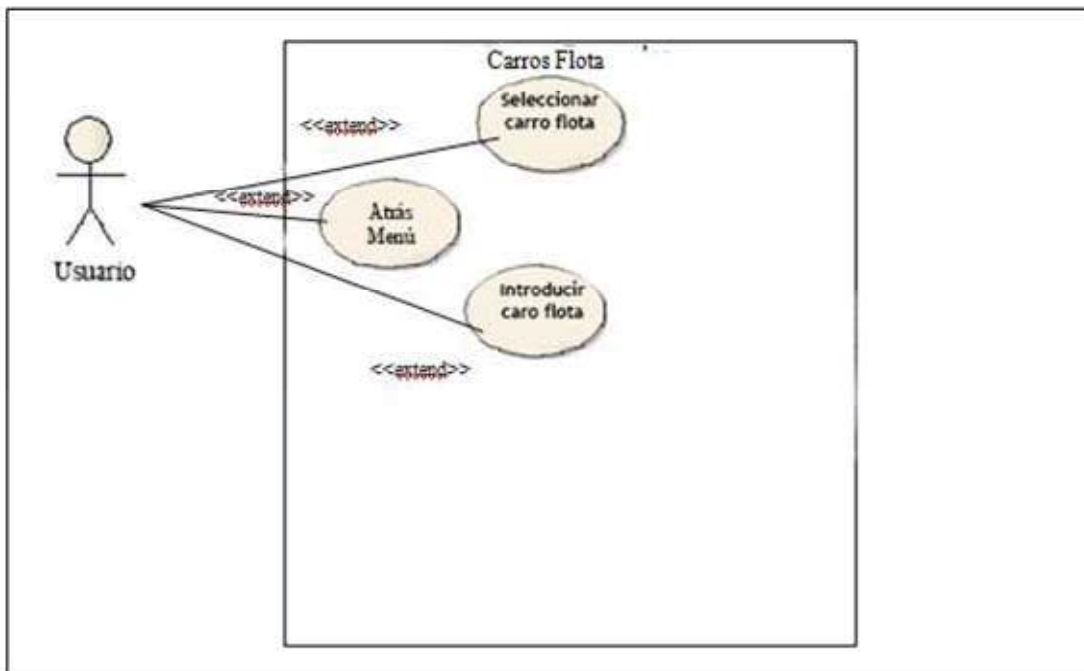 Carros Flota
Seleccionar
carro flota
<<extend>>
<<extend>>
Atrás
Menú
Usuario
Introducir
caro flota
<<extend>>